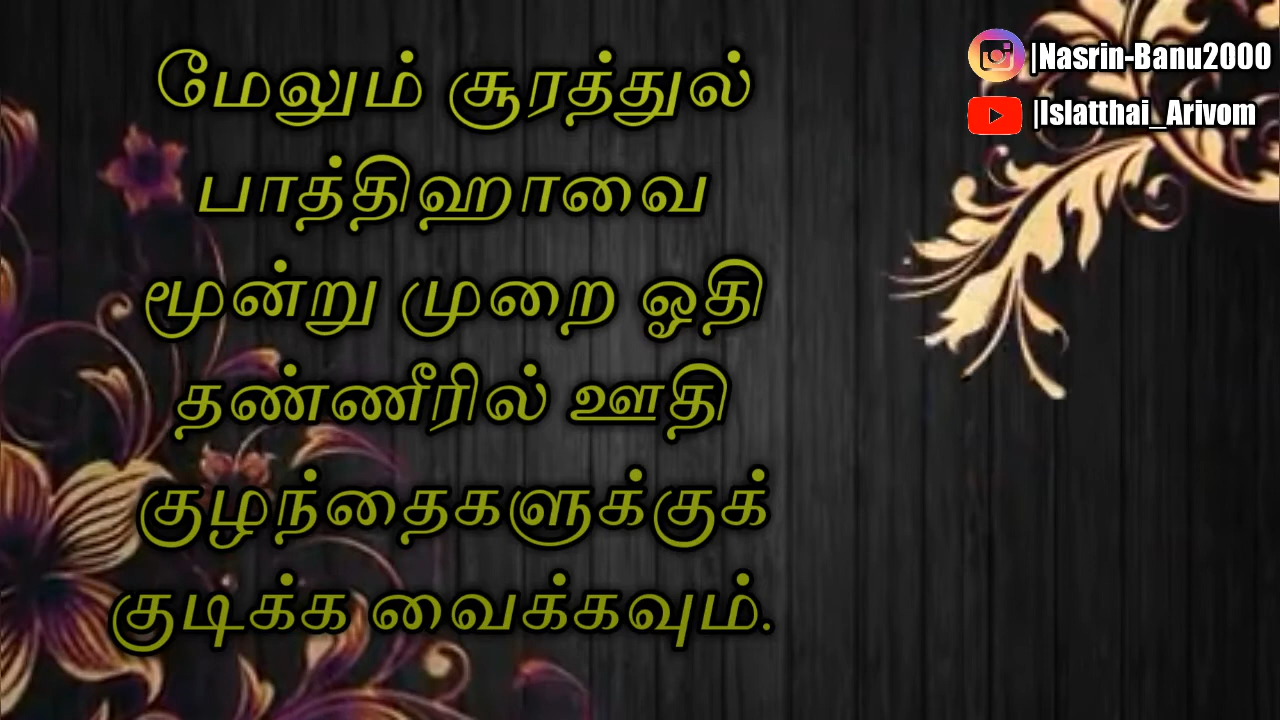 மேலும் சூரத்துல்
பாத்திஹாவை
மூன்று முறை ஓதி
தண்ணீரில் ஊதி
குழந்தைகளுக்குக்
குடிக்க வைக்கவும்.
|Nasrin-Banu2000
|Islatthai_Arivom